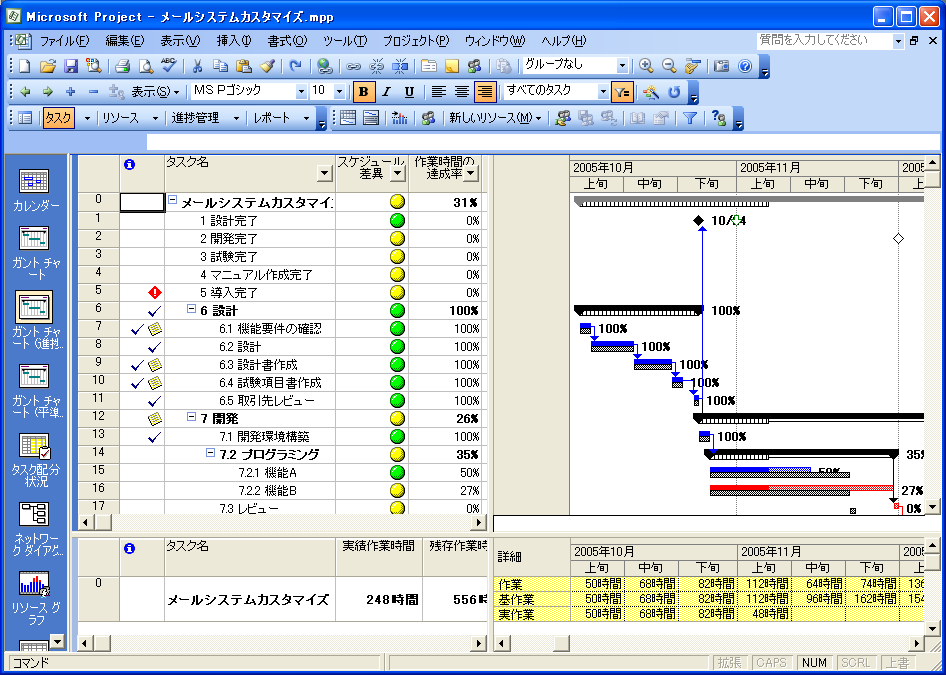 Microsoft Project - メールシステムカスタマイズ.mpp
ファイル(F) 編集(E) 表示(V) 挿入(I) 書式(O) ツール(T) プロジェクト(P) ウィンドウ(W) ヘルプ(H) 質問を入力してください
グループなし
表示(S) MS Pゴシック 10 B I U すべてのタスク
タスク リソース 進捗管理 レポート 新しいリソース(M)
カレンダー
ガント チャート
ガント チャート (進捗..
ガント チャート (平準..
タスク配分状況
ネットワーク ダイアグ..
リソース グラフ
タスク名 スケジュール差異 作業時間の達成率
0 メールシステムカスタマイ 31%
1 1 設計完了 0%
2 2 開発完了 0%
3 3 試験完了 0%
4 4 マニュアル作成完了 0%
5 5 導入完了 0%
6 6 設計 100%
7 6.1 機能要件の確認 100%
8 6.2 設計 100%
9 6.3 設計書作成 100%
10 6.4 試験項目書作成 100%
11 6.5 取引先レビュー 100%
12 7 開発 26%
13 7.1 開発環境構築 100%
14 7.2 プログラミング 35%
15 7.2.1 機能A 50%
16 7.2.2 機能B 27%
17 7.3 レビュー 0%
2005年10月 2005年11月 2005
上旬 中旬 下旬 上旬 中旬 下旬 上
100%
100%
100%
100%
100%
100%
100%
35%
50%
27%
0%
タスク名 実績作業時間 残存作業時
0 メールシステムカスタマイズ 248時間 556時
詳細 2005年10月 2005年11月 2005
上旬 中旬 下旬 上旬 中旬 下旬 上
作業 50時間 68時間 82時間 112時間 64時間 74時間 136
基作業 50時間 68時間 82時間 112時間 96時間 162時間 154
実作業 50時間 68時間 82時間 48時間
コマンド 拡張 CAPS NUM SCRL 上書